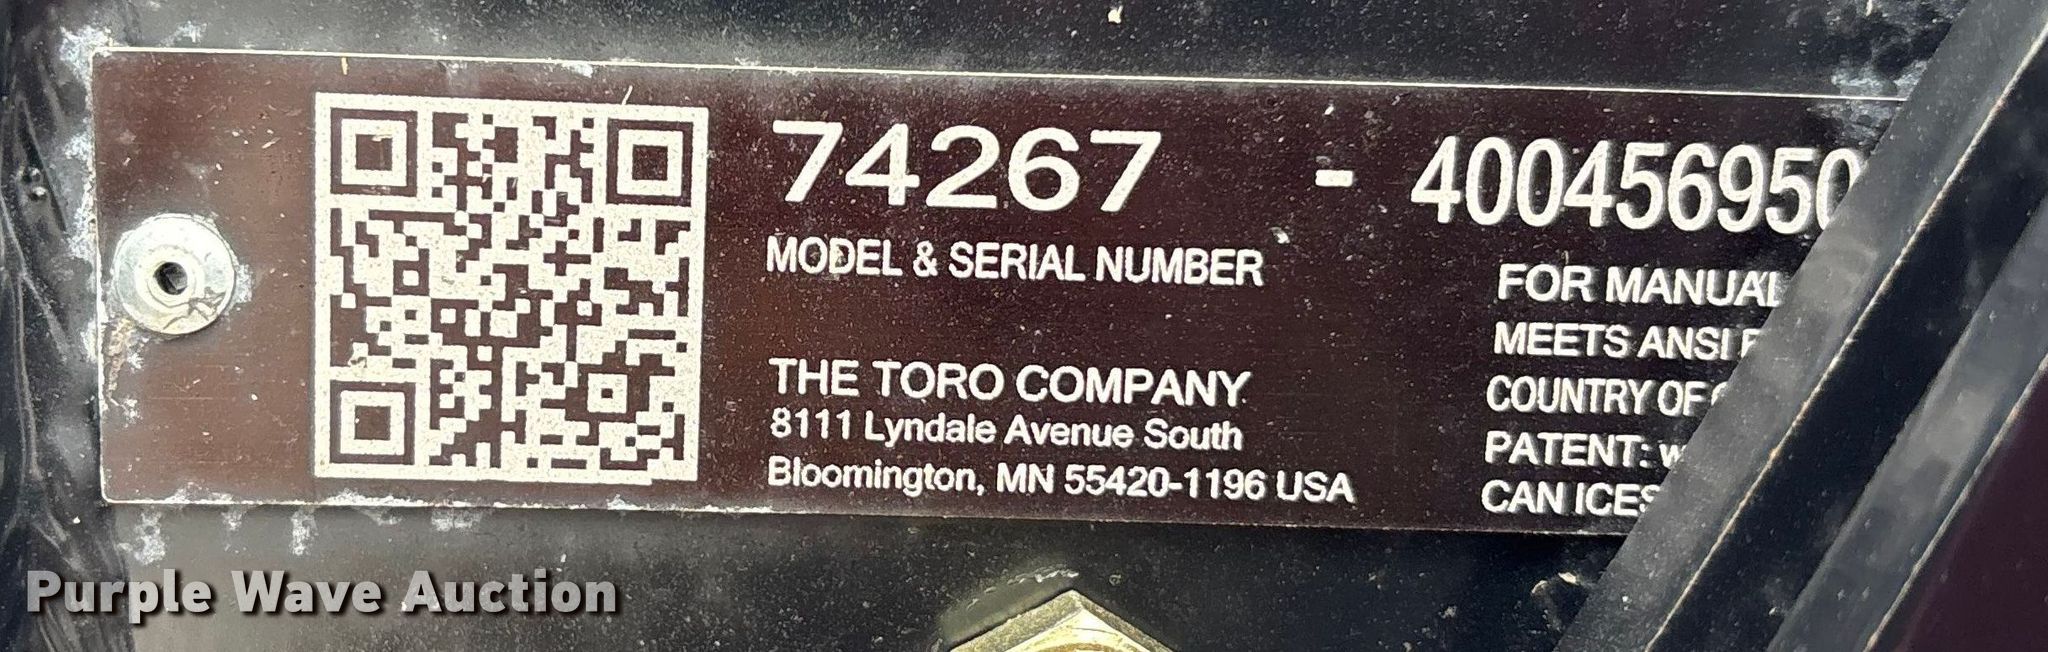 74267 - 400456950
MODEL & SERIAL NUMBER
THE TORO COMPANY
8111 Lyndale Avenue South
Bloomington, MN 55420-1196 USA
FOR MANUAL
MEETS ANSI
COUNTRY OF
PATENT:
CAN ICES
Purple Wave Auction